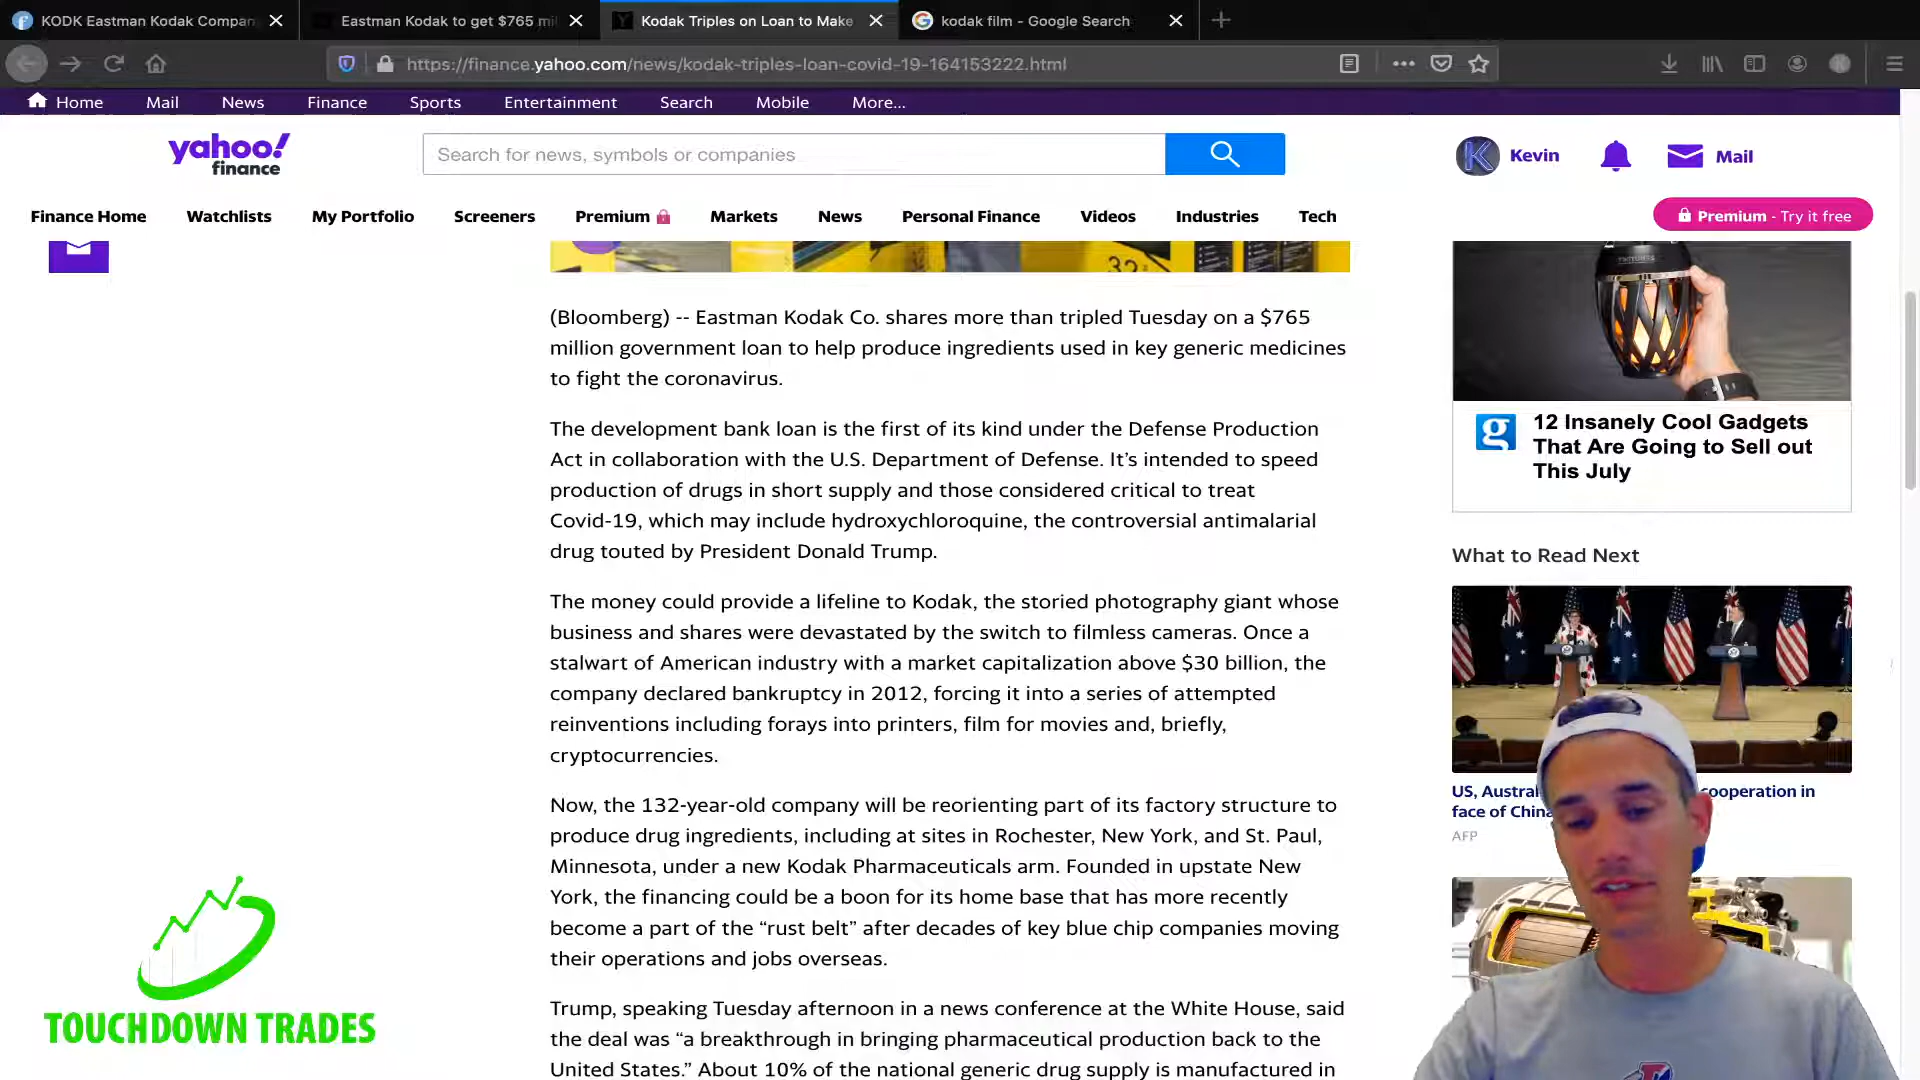 KODK Eastman Kodak Compan
Eastman Kodak to get $765 mil
Kodak Triples on Loan to Make
kodak film - Google Search
https://finance.yahoo.com/news/kodak-triples-loan-covid-19-164153222.html
Home Mail News Finance Sports Entertainment Search Mobile More...
yahoo!
finance
Search for news, symbols or companies
Kevin
Mail
Finance Home Watchlists My Portfolio Screeners Premium Markets News Personal Finance Videos Industries Tech
Premium - Try it free
32
(Bloomberg) -- Eastman Kodak Co. shares more than tripled Tuesday on a $765
million government loan to help produce ingredients used in key generic medicines
to fight the coronavirus.
The development bank loan is the first of its kind under the Defense Production
Act in collaboration with the U.S. Department of Defense. It’s intended to speed
production of drugs in short supply and those considered critical to treat
Covid-19, which may include hydroxychloroquine, the controversial antimalarial
drug touted by President Donald Trump.
The money could provide a lifeline to Kodak, the storied photography giant whose
business and shares were devastated by the switch to filmless cameras. Once a
stalwart of American industry with a market capitalization above $30 billion, the
company declared bankruptcy in 2012, forcing it into a series of attempted
reinventions including forays into printers, film for movies and, briefly,
cryptocurrencies.
Now, the 132-year-old company will be reorienting part of its factory structure to
produce drug ingredients, including at sites in Rochester, New York, and St. Paul,
Minnesota, under a new Kodak Pharmaceuticals arm. Founded in upstate New
York, the financing could be a boon for its home base that has more recently
become a part of the “rust belt” after decades of key blue chip companies moving
their operations and jobs overseas.
Trump, speaking Tuesday afternoon in a news conference at the White House, said
the deal was “a breakthrough in bringing pharmaceutical production back to the
United States.” About 10% of the national generic drug supply is manufactured in
12 Insanely Cool Gadgets
That Are Going to Sell out
This July
What to Read Next
US, Austral cooperation in
face of China
AFP
TOUCHDOWN TRADES